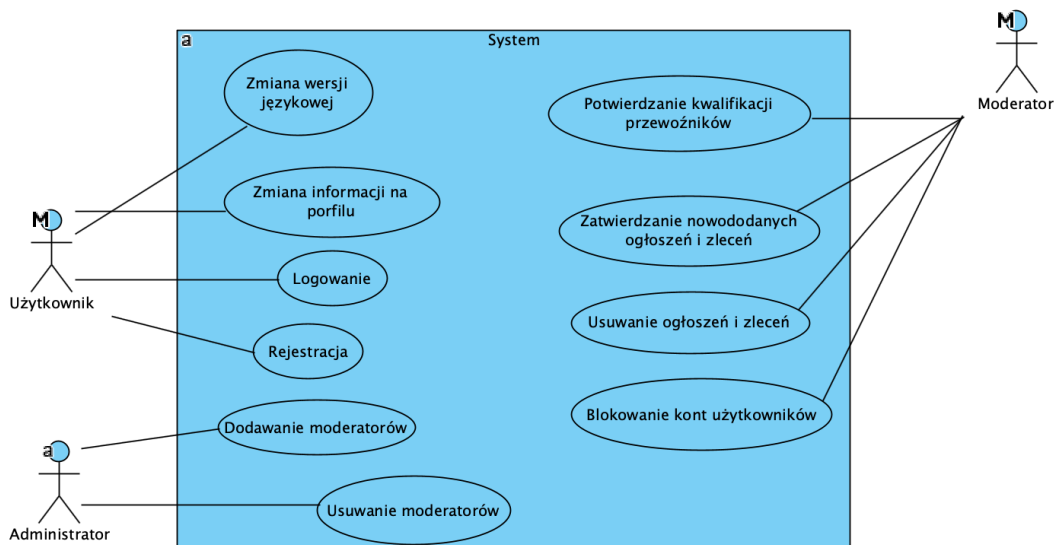 a
System
M
Moderator
Zmiana wersji
językowej
Potwierdzanie kwalifikacji
przewoźników
Zmiana informacji na
porfilu
M
Użytkownik
Zatwierdzanie nowododanych
ogłoszeń i zleceń
Logowanie
Usuwanie ogłoszeń i zleceń
Rejestracja
Dodawanie moderatorów
Blokowanie kont użytkowników
a
Administrator
Usuwanie moderatorów